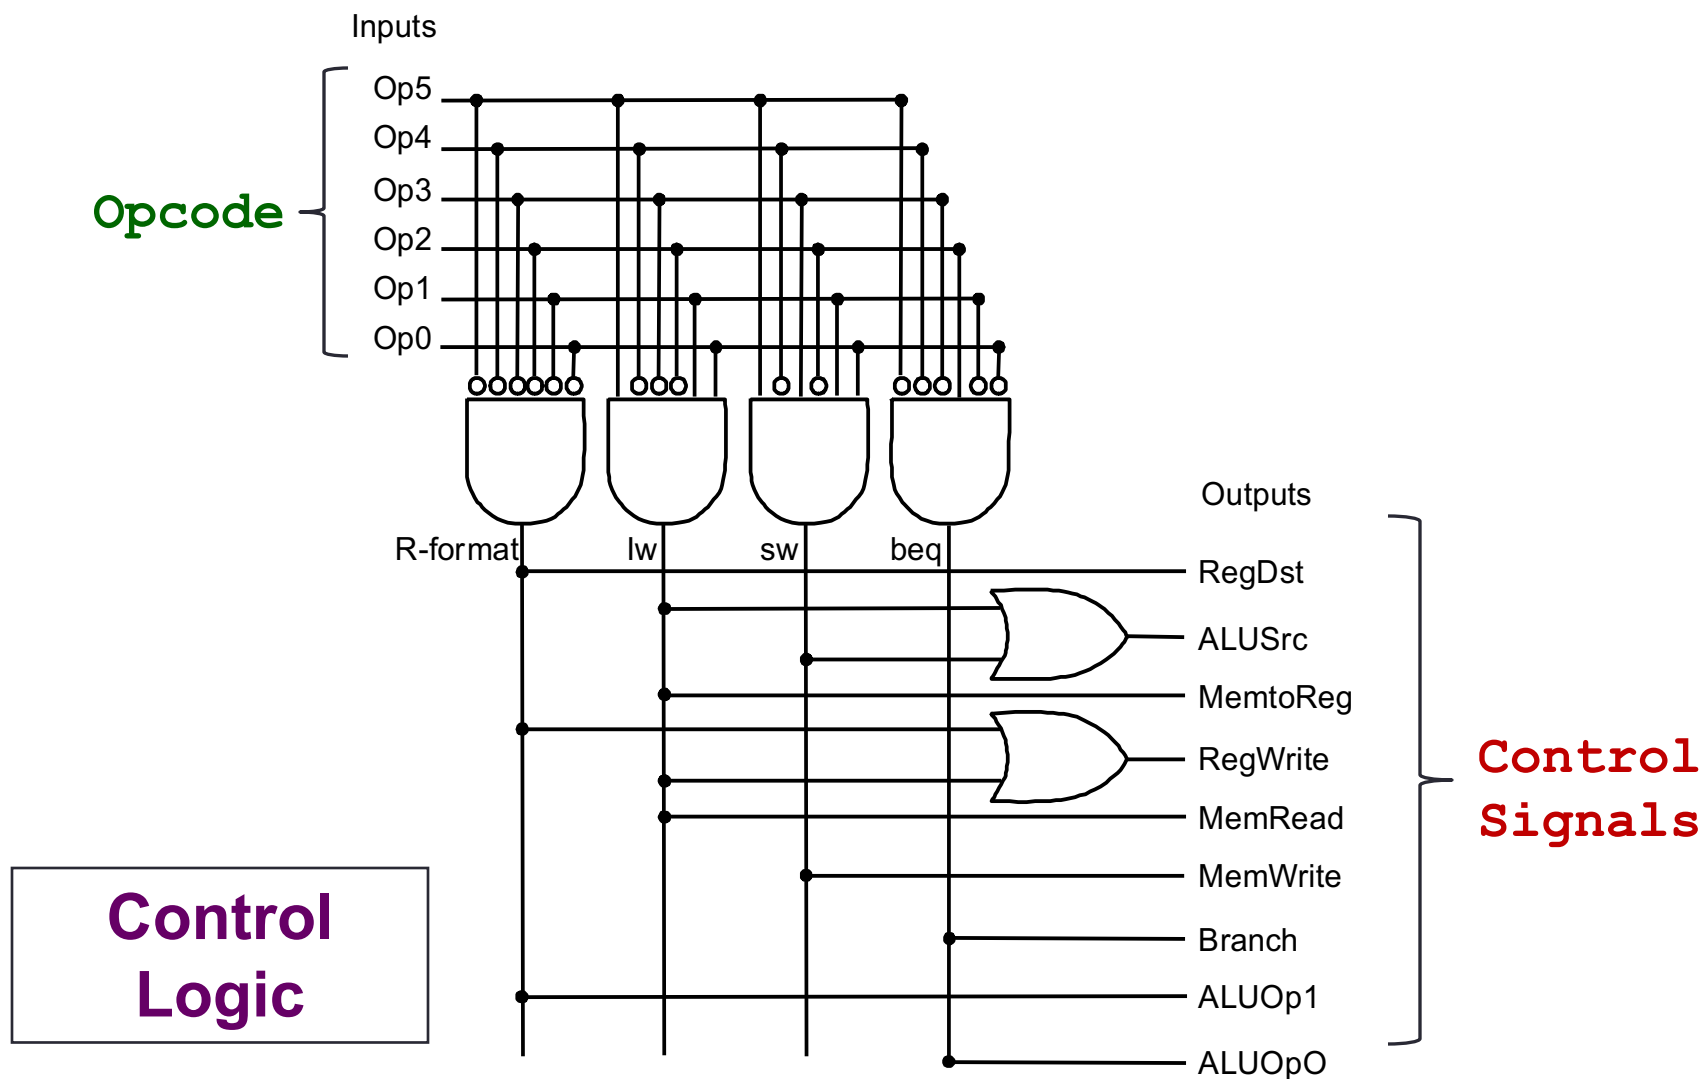 Inputs
Op5
Op4
Op3
Op2
Op1
Op0
Opcode
R-format
lw
sw
beq
Outputs
RegDst
ALUSrc
MemtoReg
RegWrite
MemRead
MemWrite
Branch
ALUOp1
ALUOpO
Control
Signals
Control
Logic